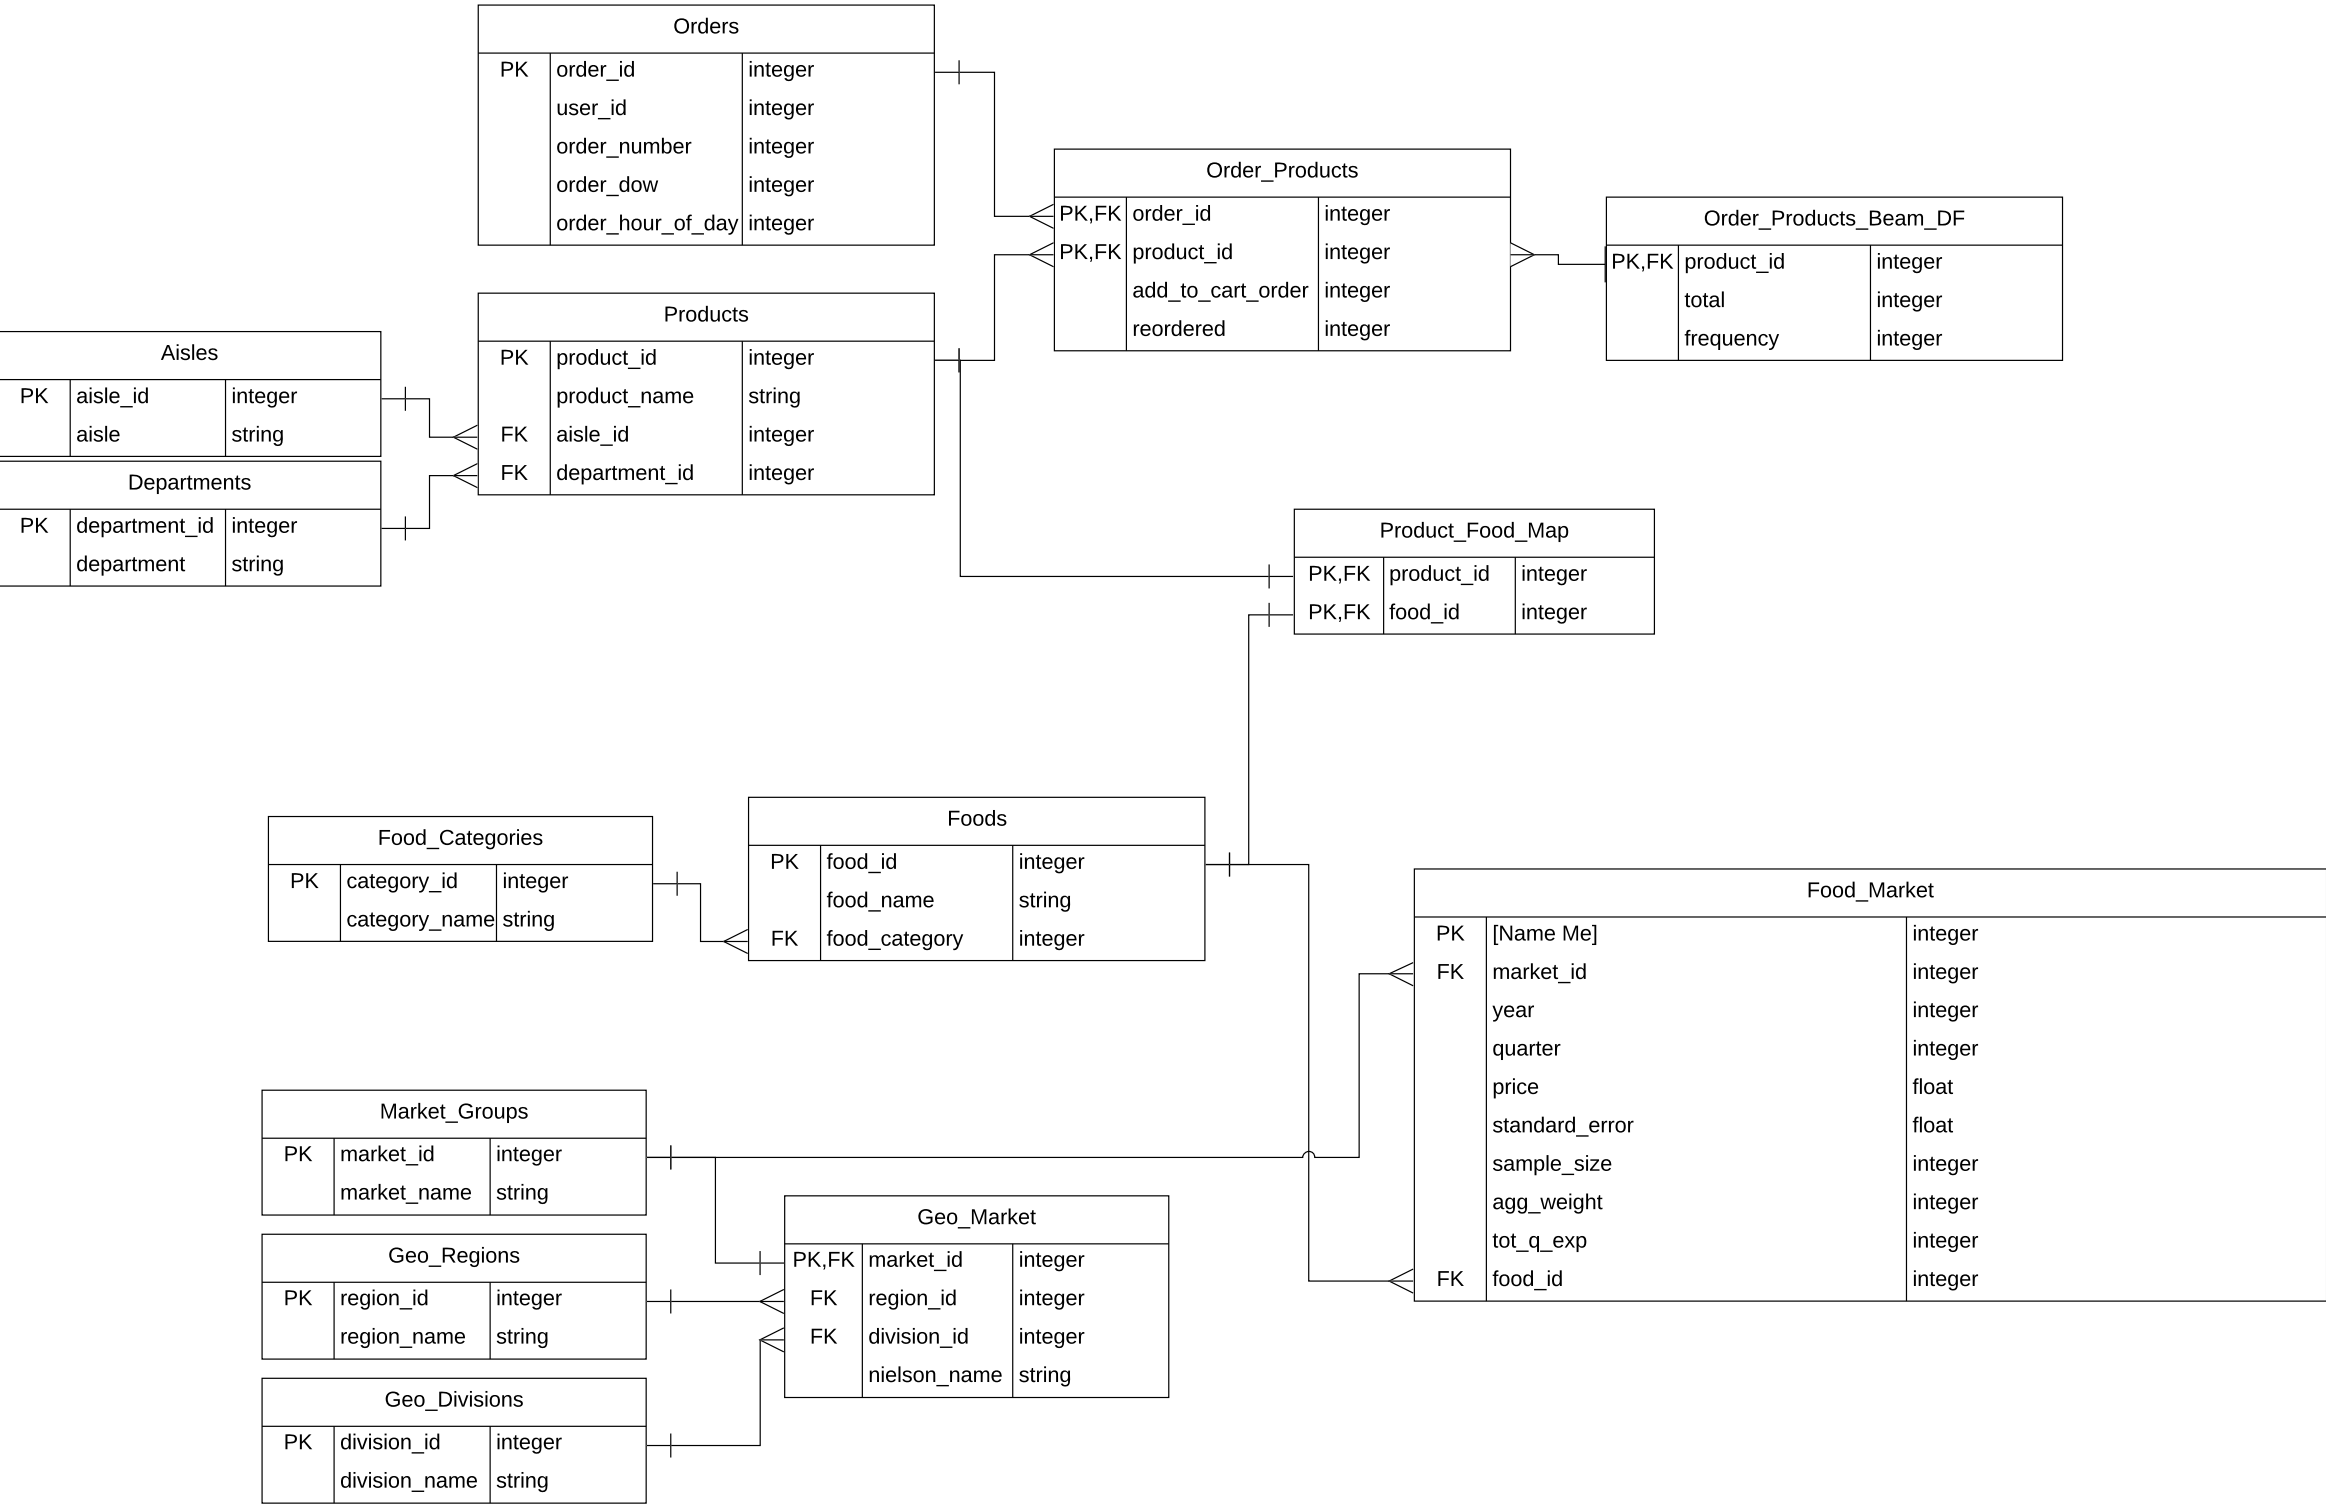 Orders
PK order_id integer
user_id integer
order_number integer
order_dow integer
order_hour_of_day integer
Order_Products
PK,FK order_id integer
PK,FK product_id integer
add_to_cart_order integer
reordered integer
Order_Products_Beam_DF
PK,FK product_id integer
total integer
frequency integer
Products
PK product_id integer
product_name string
FK aisle_id integer
FK department_id integer
Aisles
PK aisle_id integer
aisle string
Departments
PK department_id integer
department string
Product_Food_Map
PK,FK product_id integer
PK,FK food_id integer
Food_Categories
PK category_id integer
category_name string
Foods
PK food_id integer
food_name string
FK food_category integer
Food_Market
PK [Name Me] integer
FK market_id integer
year integer
quarter integer
price float
standard_error float
sample_size integer
agg_weight integer
tot_q_exp integer
FK food_id integer
Market_Groups
PK market_id integer
market_name string
Geo_Market
PK,FK market_id integer
FK region_id integer
FK division_id integer
nielson_name string
Geo_Regions
PK region_id integer
region_name string
Geo_Divisions
PK division_id integer
division_name string